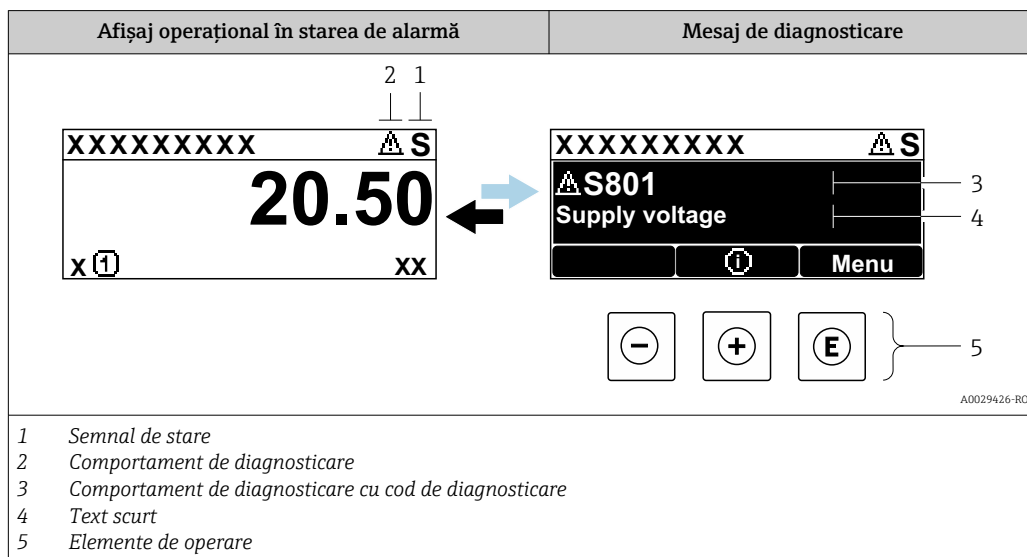 Afișaj operațional în starea de alarmă
Mesaj de diagnosticare
2 1
XXXXXXXXX ⚠ S
20.50
x 1 xx
XXXXXXXXX ⚠ S
⚠S801
Supply voltage
i Menu
3
4
− + E
5
A0029426-RO
1 Semnal de stare
2 Comportament de diagnosticare
3 Comportament de diagnosticare cu cod de diagnosticare
4 Text scurt
5 Elemente de operare